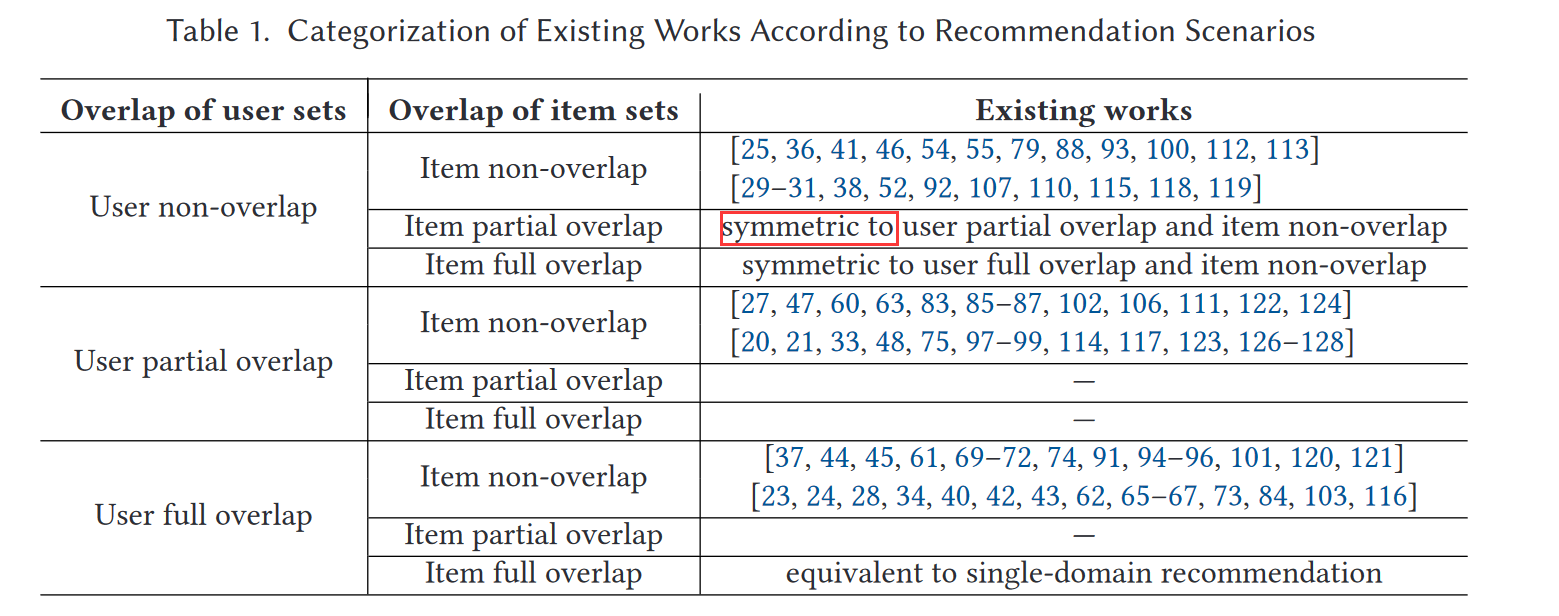 Table 1. Categorization of Existing Works According to Recommendation Scenarios
Overlap of user sets Overlap of item sets Existing works
User non-overlap
Item non-overlap
[25, 36, 41, 46, 54, 55, 79, 88, 93, 100, 112, 113]
[29–31, 38, 52, 92, 107, 110, 115, 118, 119]
Item partial overlap symmetric to user partial overlap and item non-overlap
Item full overlap symmetric to user full overlap and item non-overlap
User partial overlap
Item non-overlap
[27, 47, 60, 63, 83, 85–87, 102, 106, 111, 122, 124]
[20, 21, 33, 48, 75, 97–99, 114, 117, 123, 126–128]
Item partial overlap –
Item full overlap –
User full overlap
Item non-overlap
[37, 44, 45, 61, 69–72, 74, 91, 94–96, 101, 120, 121]
[23, 24, 28, 34, 40, 42, 43, 62, 65–67, 73, 84, 103, 116]
Item partial overlap –
Item full overlap equivalent to single-domain recommendation